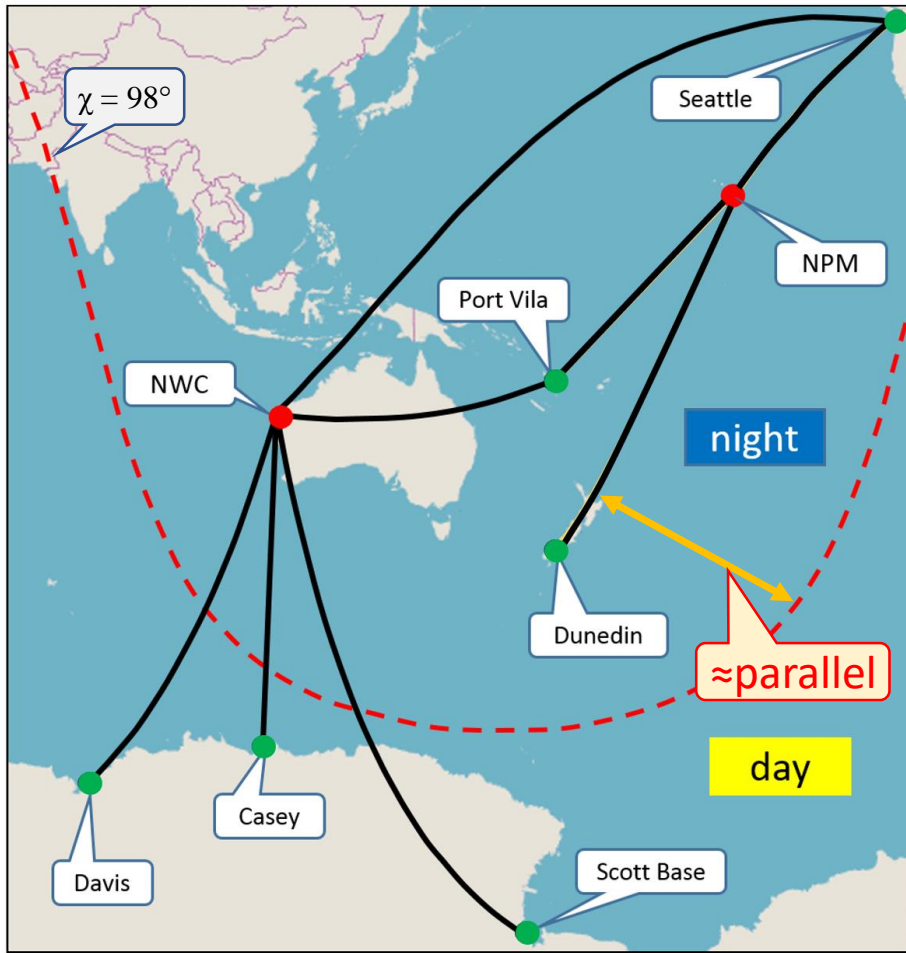 Seattle
χ = 98°
NPM
Port Vila
NWC
night
Dunedin
≈parallel
day
Casey
Davis
Scott Base